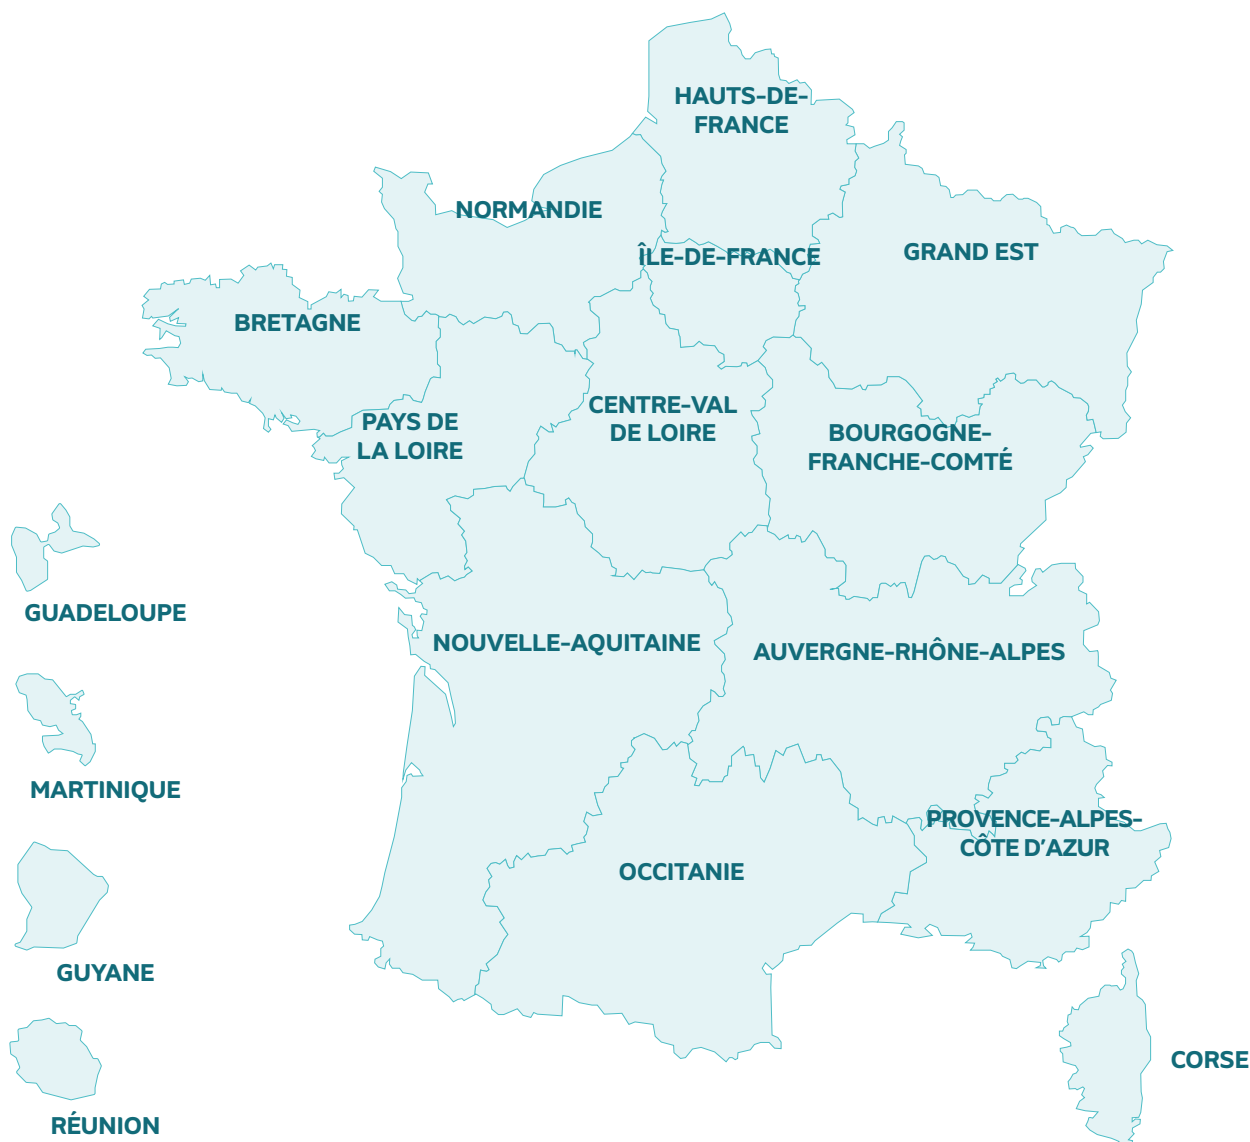 HAUTS-DE-
FRANCE
NORMANDIE
ÎLE-DE-FRANCE
GRAND EST
BRETAGNE
PAYS DE
LA LOIRE
CENTRE-VAL
DE LOIRE
BOURGOGNE-
FRANCHE-COMTÉ
GUADELOUPE
NOUVELLE-AQUITAINE
AUVERGNE-RHÔNE-ALPES
MARTINIQUE
PROVENCE-ALPES-
CÔTE D'AZUR
OCCITANIE
GUYANE
CORSE
RÉUNION